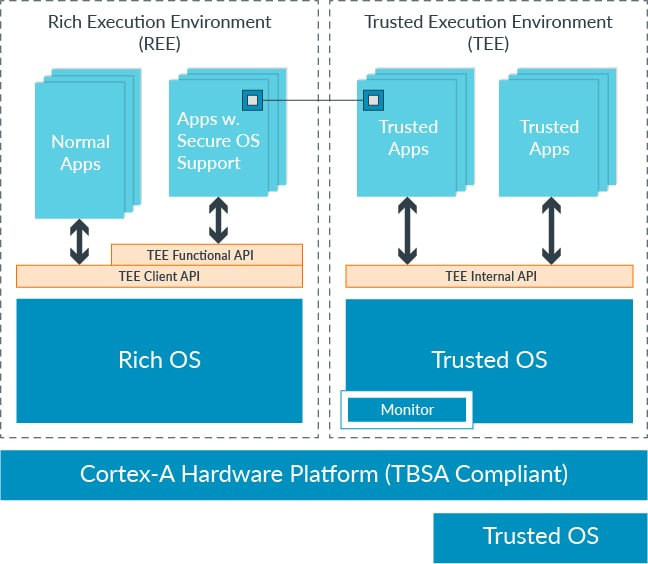 Rich Execution Environment
(REE)
Trusted Execution Environment
(TEE)
Normal
Apps
Apps w.
Secure OS
Support
Trusted
Apps
Trusted
Apps
TEE Functional API
TEE Client API
TEE Internal API
Rich OS
Trusted OS
Monitor
Cortex-A Hardware Platform (TBSA Compliant)
Trusted OS